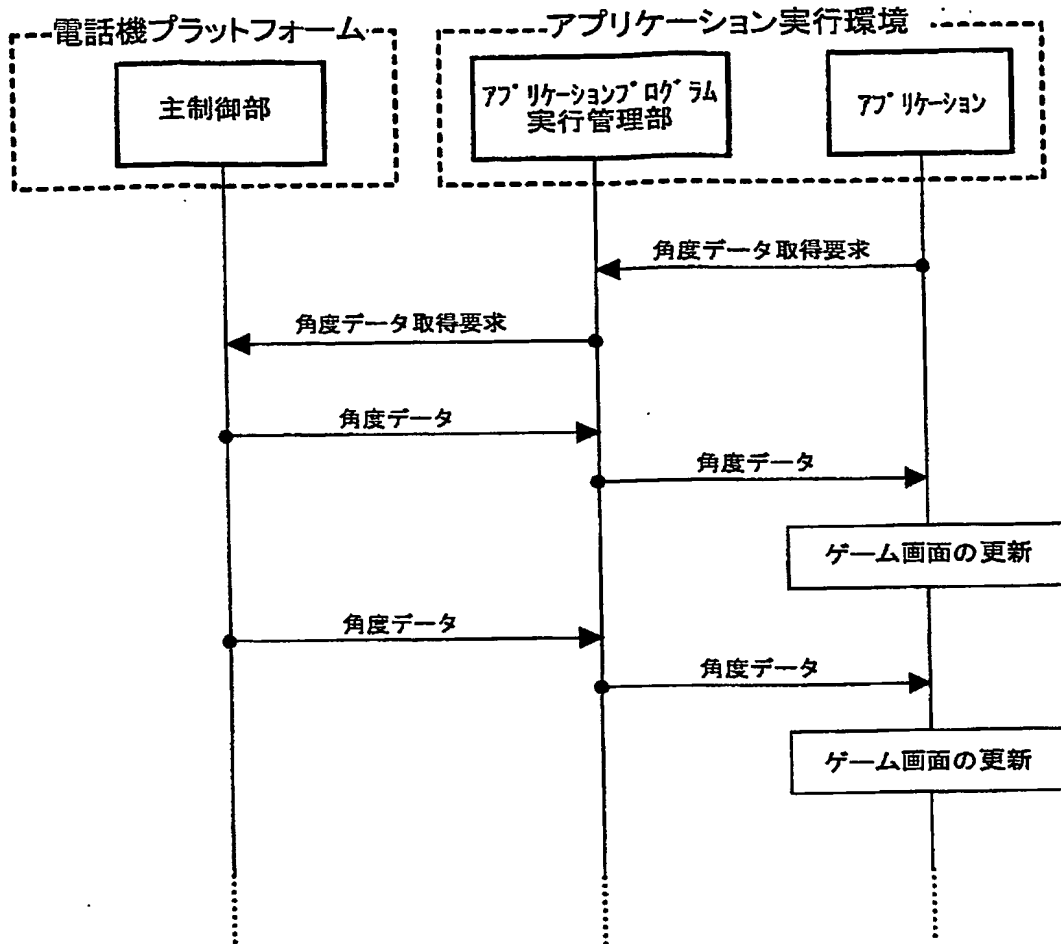 電話機プラットフォーム
アプリケーション実行環境
主制御部
アプリケーションプログラム
実行管理部
アプリケーション
角度データ取得要求
角度データ取得要求
角度データ
角度データ
ゲーム画面の更新
角度データ
角度データ
ゲーム画面の更新